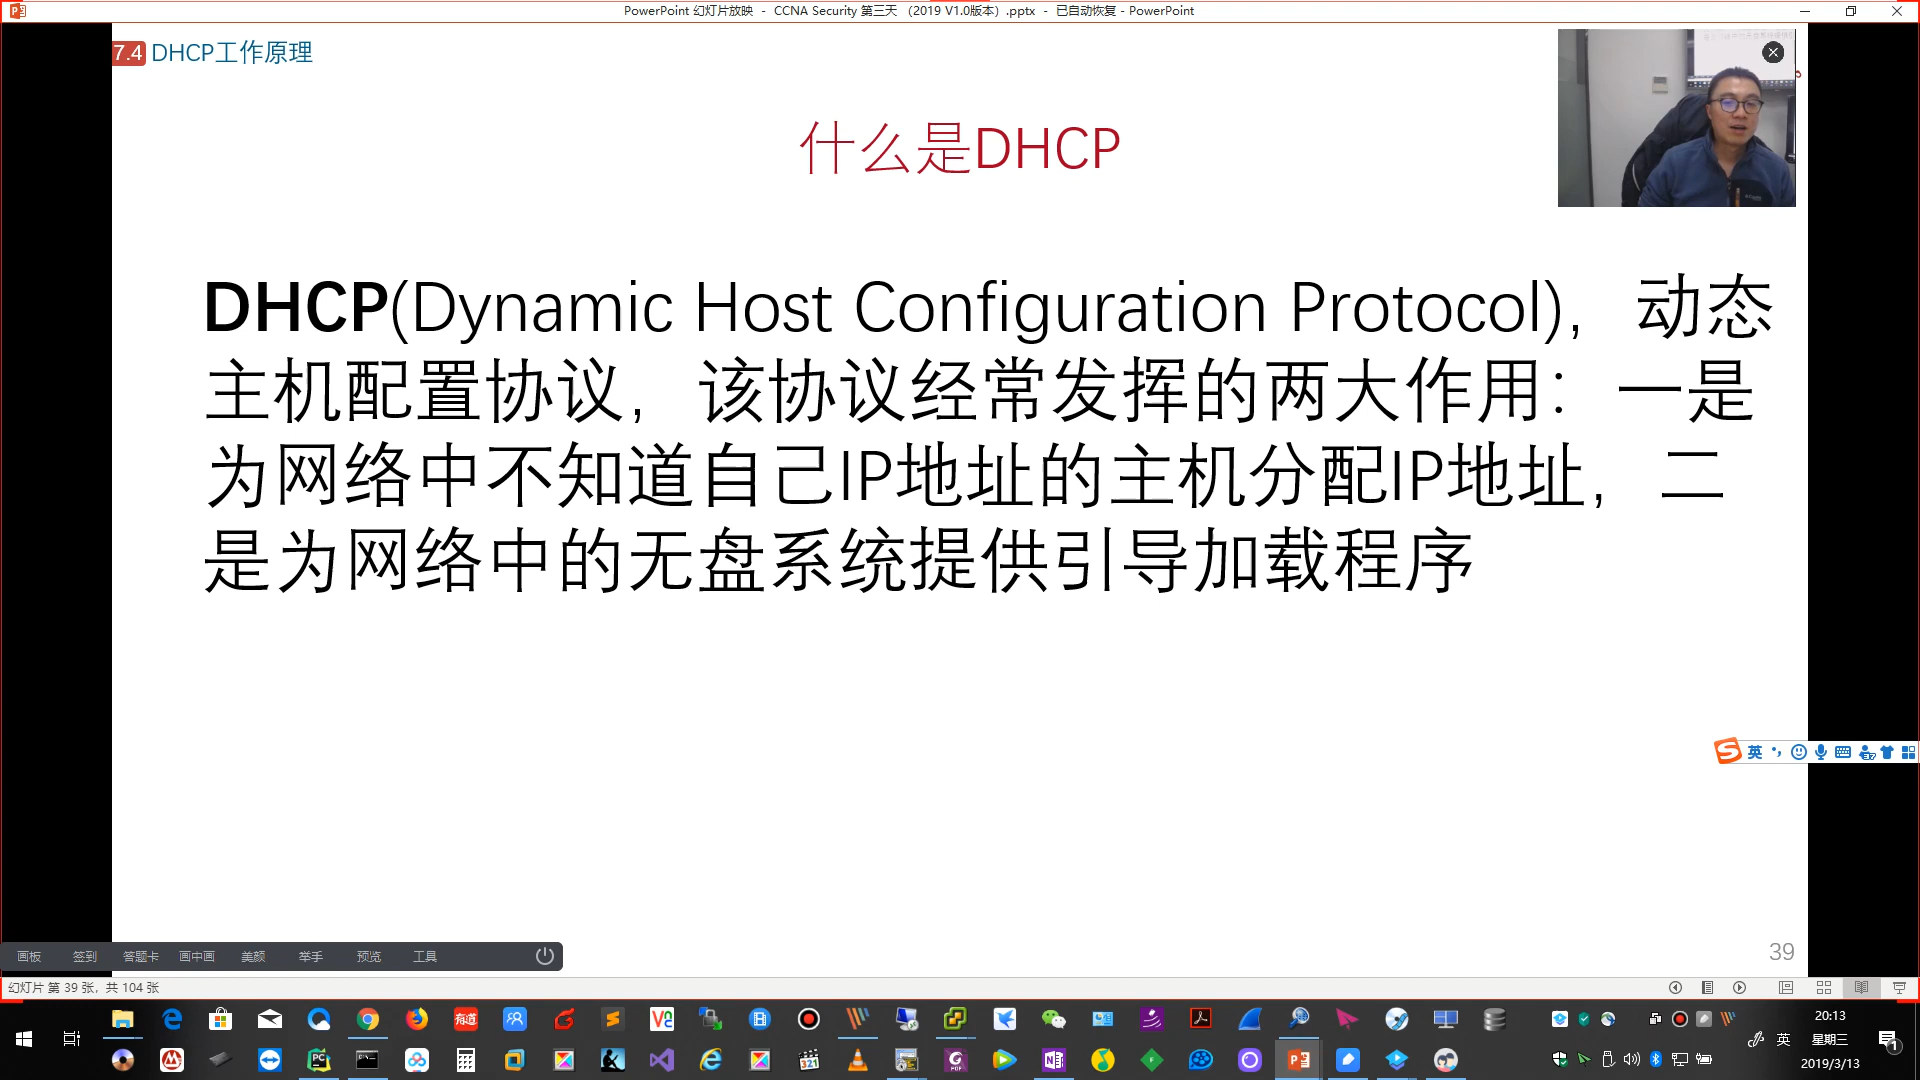 PowerPoint 幻灯片放映 - CCNA Security 第三天 （2019 V1.0版本）.pptx - 已自动恢复 - PowerPoint
7.4 DHCP工作原理
什么是DHCP
DHCP(Dynamic Host Configuration Protocol)，动态
主机配置协议，该协议经常发挥的两大作用：一是
为网络中不知道自己IP地址的主机分配IP地址，二
是为网络中的无盘系统提供引导加载程序
英
画板 签到 答题卡 画中画 美颜 举手 预览 工具
39
幻灯片 第 39 张，共 104 张
有道
20:13
英 星期三
2019/3/13
321